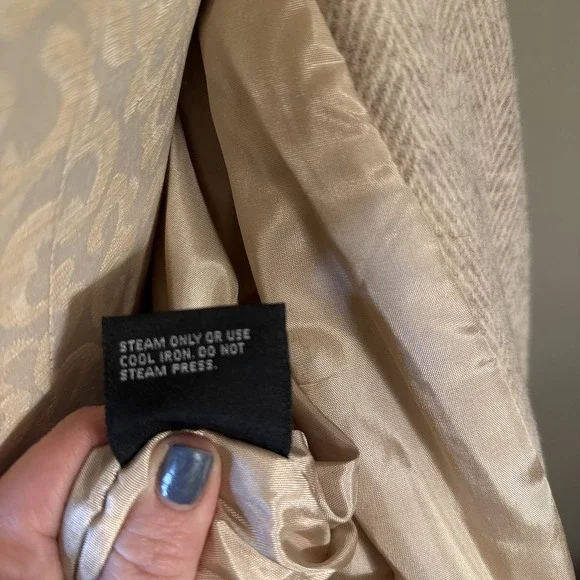 STEAM ONLY OR USE
COOL IRON. DO NOT
STEAM PRESS.